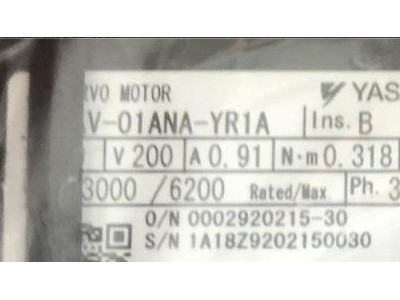 RVO MOTOR YAS
V-01ANA-YR1A Ins. B
V 200 A 0.91 N·m 0.318
3000 /6200 Rated/Max. Ph. 3
O/N 0002920215-30
S/N 1A18Z9202150030